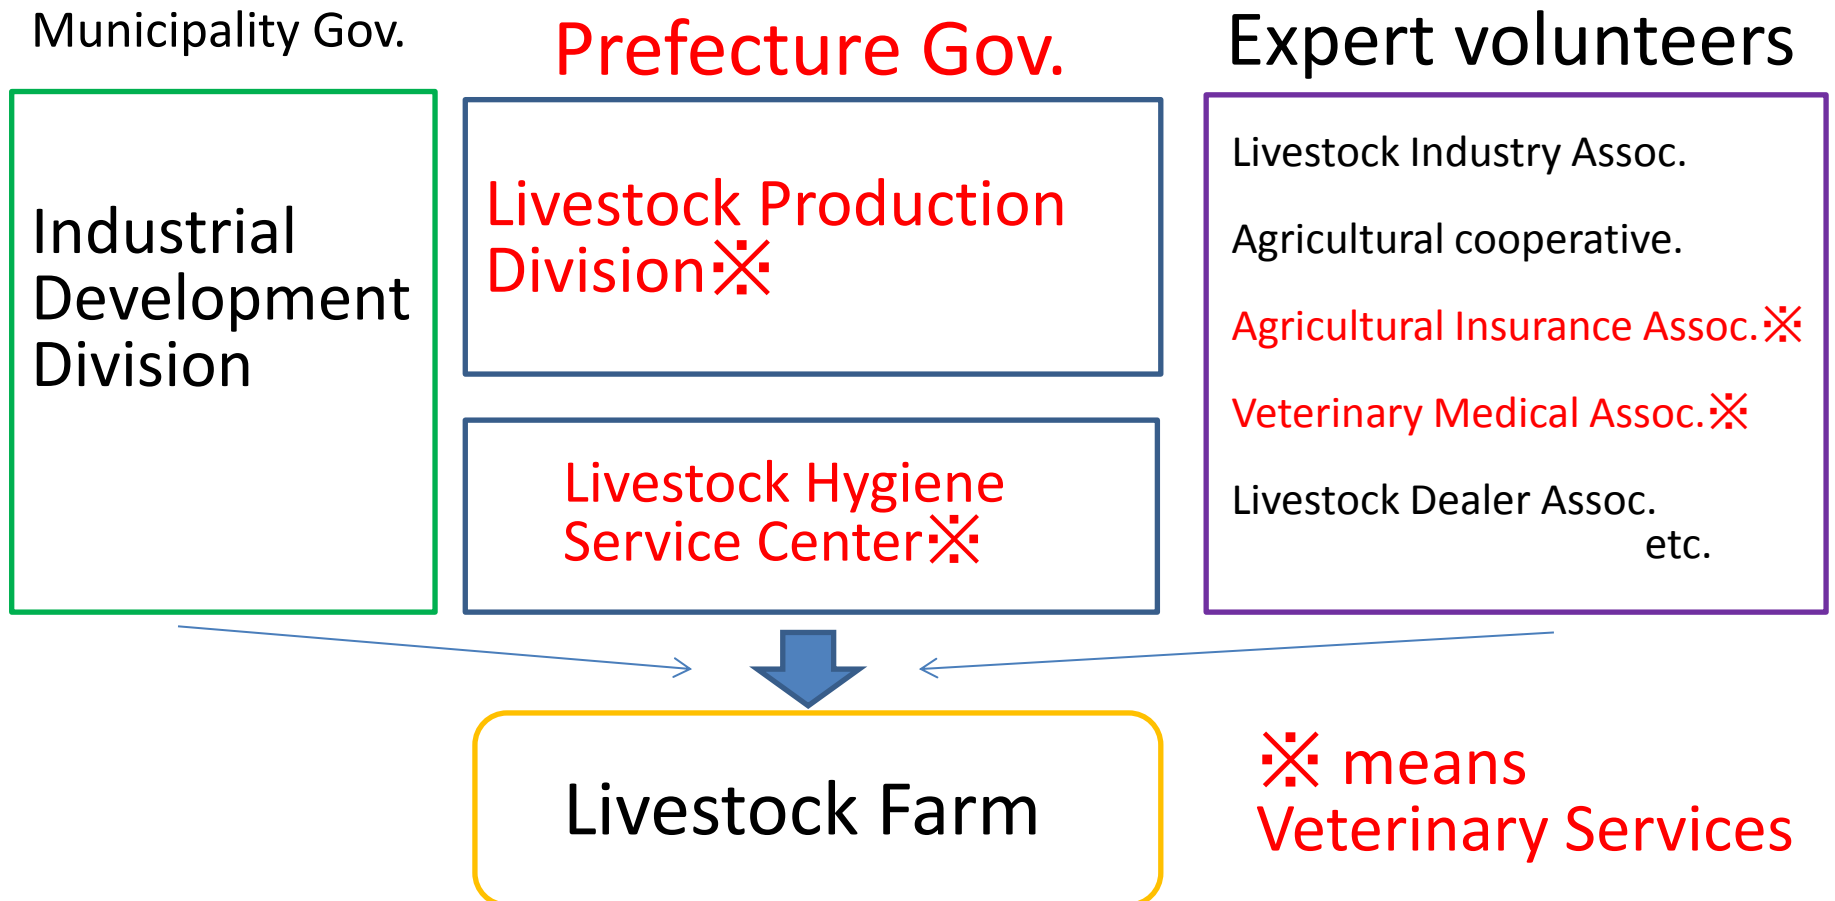 Municipality Gov.
Prefecture Gov.
Expert volunteers
Industrial
Development
Division
Livestock Production
Division※
Livestock Hygiene
Service Center※
Livestock Industry Assoc.
Agricultural cooperative.
Agricultural Insurance Assoc.※
Veterinary Medical Assoc.※
Livestock Dealer Assoc.
etc.
Livestock Farm
※ means
Veterinary Services